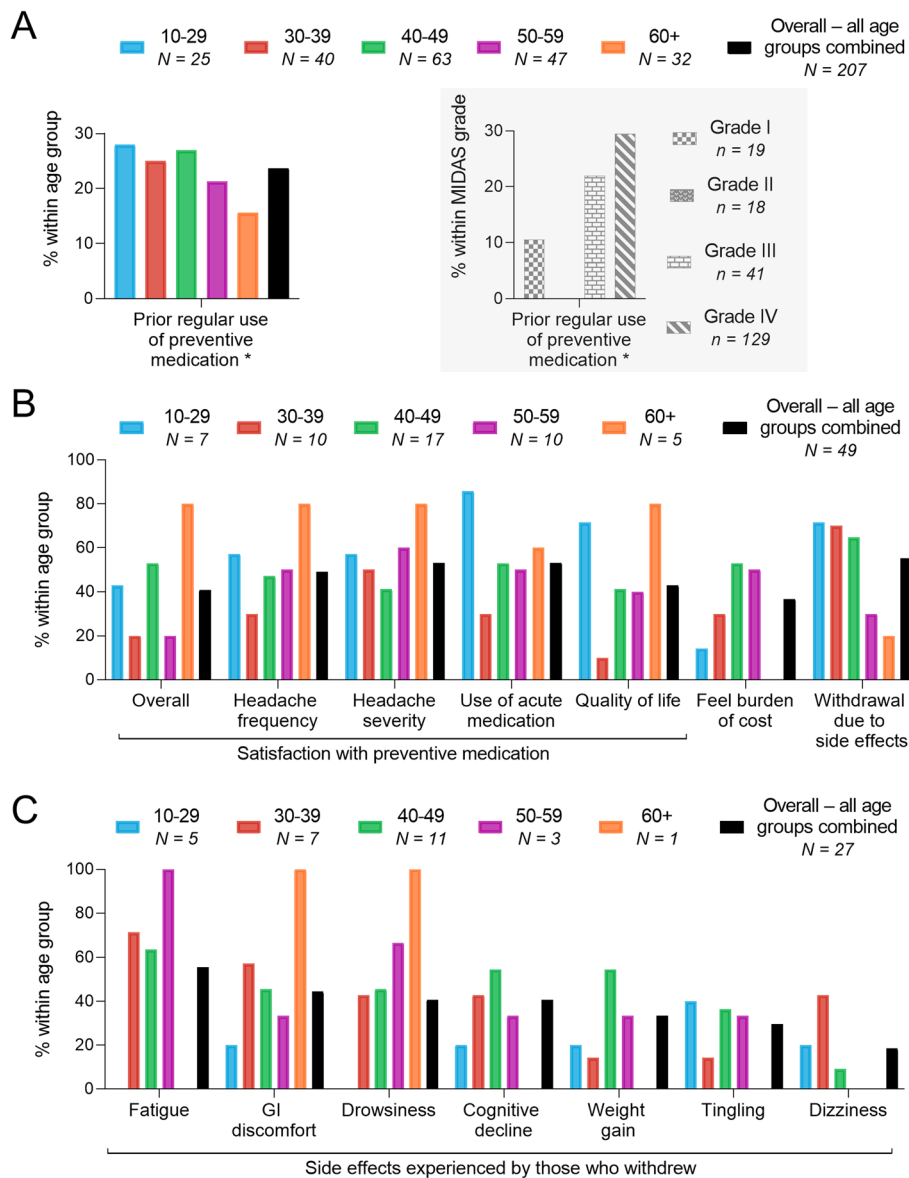 A
10-29
N = 25
30-39
N = 40
40-49
N = 63
50-59
N = 47
60+
N = 32
Overall – all age
groups combined
N = 207
% within age group
30
20
10
0
Prior regular use
of preventive
medication *
% within MIDAS grade
30
20
10
0
Prior regular use
of preventive
medication *
Grade I
n = 19
Grade II
n = 18
Grade III
n = 41
Grade IV
n = 129
B
10-29
N = 7
30-39
N = 10
40-49
N = 17
50-59
N = 10
60+
N = 5
Overall – all age
groups combined
N = 49
% within age group
100
80
60
40
20
0
Overall
Headache
frequency
Headache
severity
Use of acute
medication
Quality of life
Feel burden
of cost
Withdrawal
due to
side effects
Satisfaction with preventive medication
C
10-29
N = 5
30-39
N = 7
40-49
N = 11
50-59
N = 3
60+
N = 1
Overall – all age
groups combined
N = 27
% within age group
100
80
60
40
20
0
Fatigue
GI
discomfort
Drowsiness
Cognitive
decline
Weight
gain
Tingling
Dizziness
Side effects experienced by those who withdrew